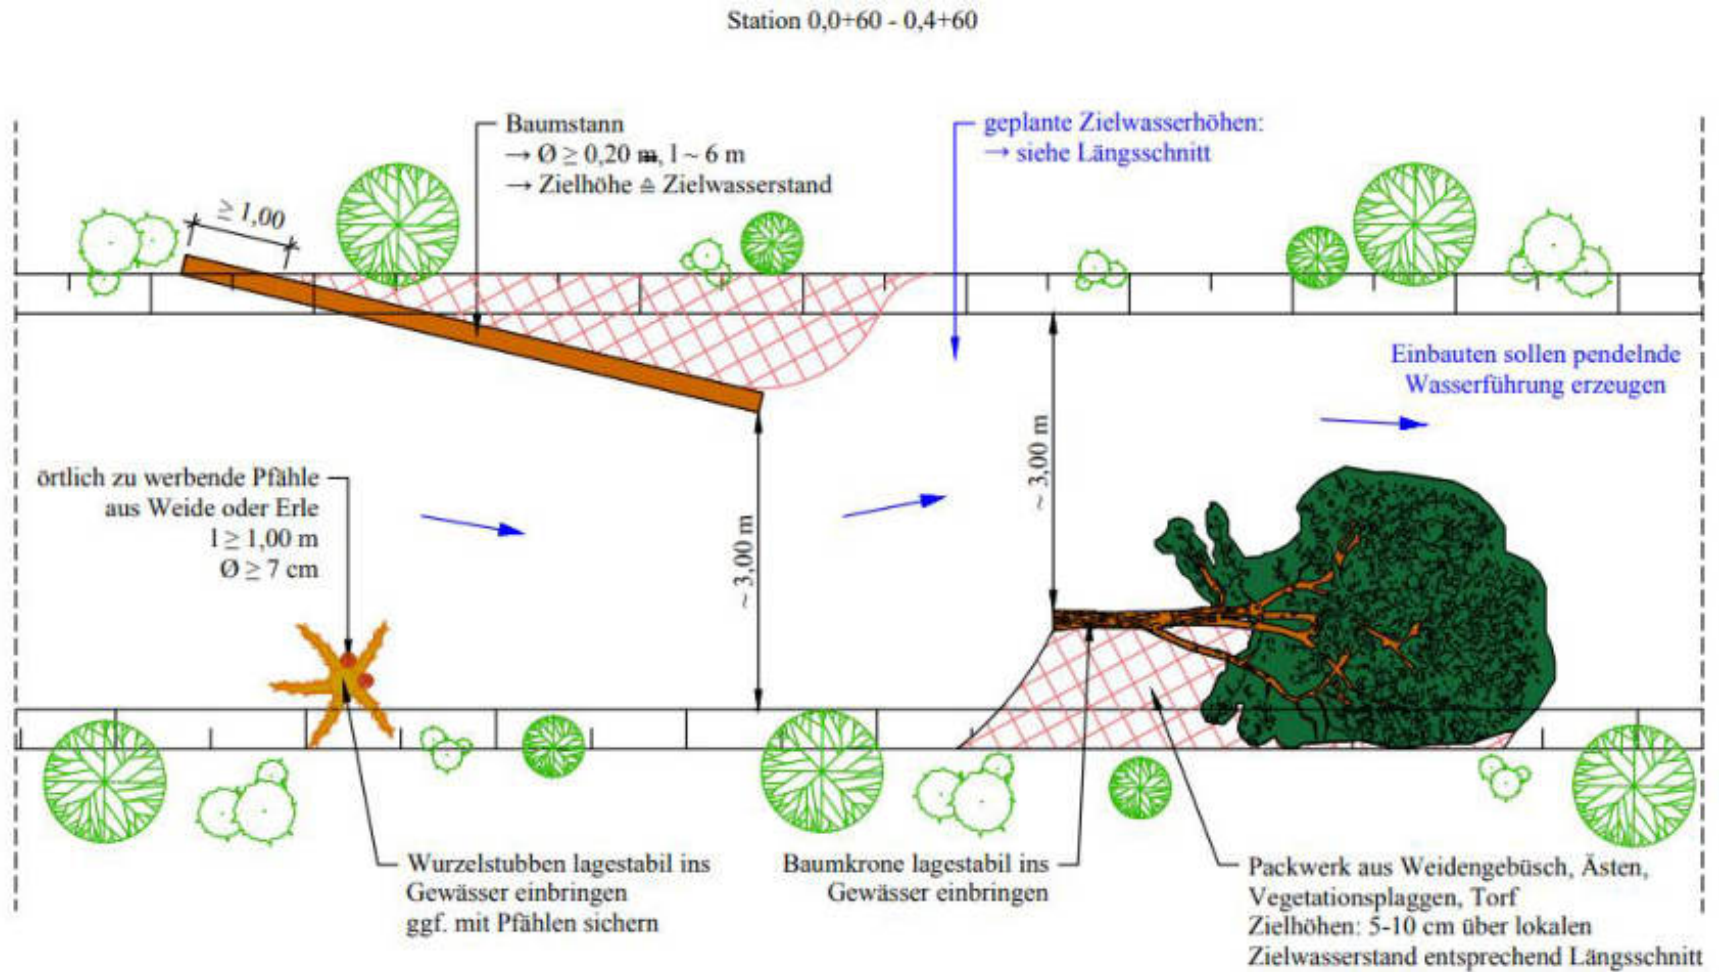 Station 0,0+60 - 0,4+60
Baumstann
→ Ø ≥ 0,20 m, l ~ 6 m
→ Zielhöhe ≙ Zielwasserstand
geplante Zielwasserhöhen:
→ siehe Längsschnitt
≥ 1,00
Einbauten sollen pendelnde
Wasserführung erzeugen
~ 3,00 m
örtlich zu werbende Pfähle
aus Weide oder Erle
l ≥ 1,00 m
Ø ≥ 7 cm
~ 3,00 m
Wurzelstubben lagestabil ins
Gewässer einbringen
ggf. mit Pfählen sichern
Baumkrone lagestabil ins
Gewässer einbringen
Packwerk aus Weidengebüsch, Ästen,
Vegetationsplaggen, Torf
Zielhöhen: 5-10 cm über lokalen
Zielwasserstand entsprechend Längsschnitt